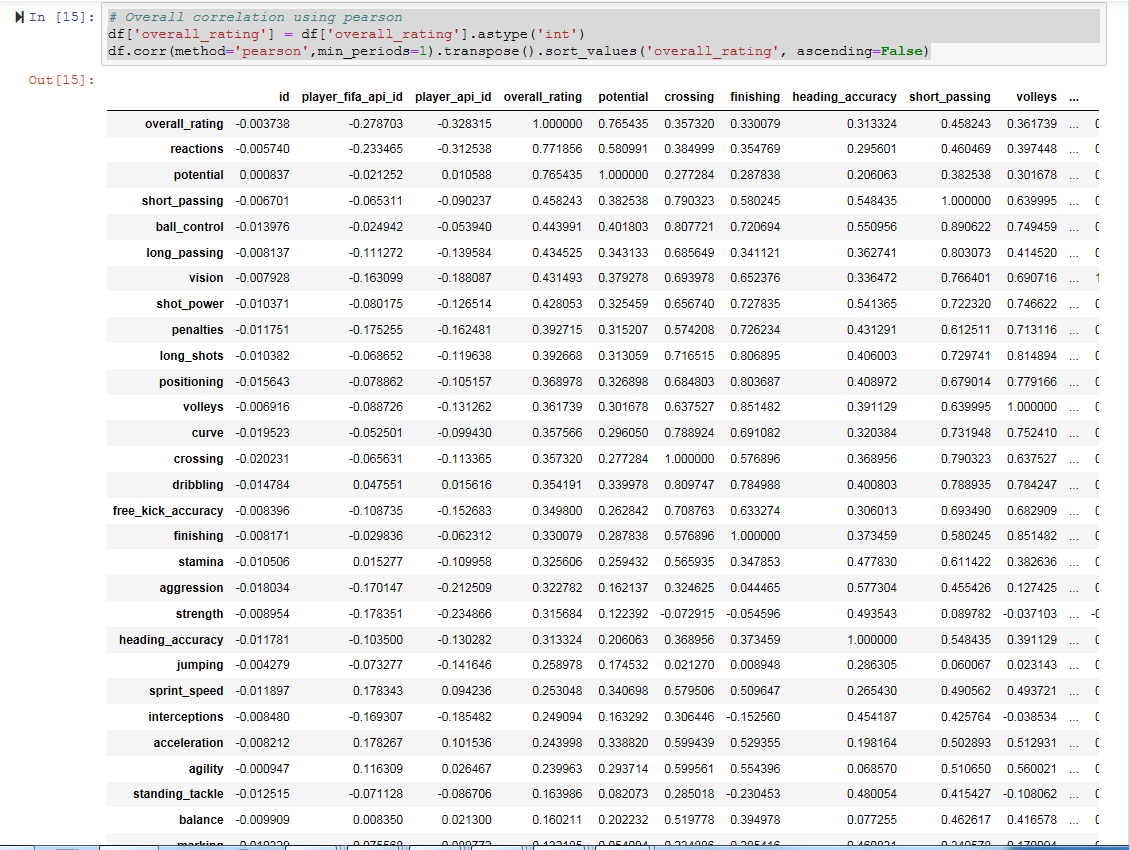 In [15]:
# Overall correlation using pearson
df['overall_rating'] = df['overall_rating'].astype('int')
df.corr(method='pearson',min_periods=1).transpose().sort_values('overall_rating', ascending=False)
Out[15]:
id player_fifa_api_id player_api_id overall_rating potential crossing finishing heading_accuracy short_passing volleys ...
overall_rating -0.003738 -0.278703 -0.328315 1.000000 0.765435 0.357320 0.330079 0.313324 0.458243 0.361739 ...
reactions -0.005740 -0.233465 -0.312538 0.771856 0.580991 0.384999 0.354769 0.295601 0.460469 0.397448 ...
potential 0.000837 -0.021252 0.010588 0.765435 1.000000 0.277284 0.287838 0.206063 0.382538 0.301678 ...
short_passing -0.006701 -0.065311 -0.090237 0.458243 0.382538 0.790323 0.580245 0.548435 1.000000 0.639995 ...
ball_control -0.013976 -0.024942 -0.053940 0.443991 0.401803 0.807721 0.720694 0.550956 0.890622 0.749459 ...
long_passing -0.008137 -0.111272 -0.139584 0.434525 0.343133 0.685649 0.341121 0.362741 0.803073 0.414520 ...
vision -0.007928 -0.163099 -0.188087 0.431493 0.379278 0.693978 0.652376 0.336472 0.766401 0.690716 ...
shot_power -0.010371 -0.080175 -0.126514 0.428053 0.325459 0.656740 0.727835 0.541365 0.722320 0.746622 ...
penalties -0.011751 -0.175255 -0.162481 0.392715 0.315207 0.574208 0.726234 0.431291 0.612511 0.713116 ...
long_shots -0.010382 -0.068652 -0.119638 0.392668 0.313059 0.716515 0.806895 0.406003 0.729741 0.814894 ...
positioning -0.015643 -0.078862 -0.105157 0.368978 0.326898 0.684803 0.803687 0.408972 0.679014 0.779166 ...
volleys -0.006916 -0.088726 -0.131262 0.361739 0.301678 0.637527 0.851482 0.391129 0.639995 1.000000 ...
curve -0.019523 -0.052501 -0.099430 0.357566 0.296050 0.788924 0.691082 0.320384 0.731948 0.752410 ...
crossing -0.020231 -0.065631 -0.113365 0.357320 0.277284 1.000000 0.576896 0.368956 0.790323 0.637527 ...
dribbling -0.014784 0.047551 0.015616 0.354191 0.339978 0.809747 0.784988 0.400803 0.788935 0.784247 ...
free_kick_accuracy -0.008396 -0.108735 -0.152683 0.349800 0.262842 0.708763 0.633274 0.306013 0.693490 0.682909 ...
finishing -0.008171 -0.029836 -0.062312 0.330079 0.287838 0.576896 1.000000 0.373459 0.580245 0.851482 ...
stamina -0.010506 0.015277 -0.109958 0.325606 0.259432 0.565935 0.347853 0.477830 0.611422 0.382636 ...
aggression -0.018034 -0.170147 -0.212509 0.322782 0.162137 0.324625 0.044465 0.577304 0.455426 0.127425 ...
strength -0.008954 -0.178351 -0.234866 0.315684 0.122392 -0.072915 -0.054596 0.493543 0.089782 -0.037103 ...
heading_accuracy -0.011781 -0.103500 -0.130282 0.313324 0.206063 0.368956 0.373459 1.000000 0.548435 0.391129 ...
jumping -0.004279 -0.073277 -0.141646 0.258978 0.174532 0.021270 0.008948 0.286305 0.060067 0.023143 ...
sprint_speed -0.011897 0.178343 0.094236 0.253048 0.340698 0.579506 0.509647 0.265430 0.490562 0.493721 ...
interceptions -0.008480 -0.169307 -0.185482 0.249094 0.163292 0.306446 -0.152560 0.454187 0.425764 -0.038534 ...
acceleration -0.008212 0.178267 0.101536 0.243998 0.338820 0.599439 0.529355 0.198164 0.502893 0.512931 ...
agility -0.000947 0.116309 0.026467 0.239963 0.293714 0.599561 0.554396 0.068570 0.510650 0.560021 ...
standing_tackle -0.012515 -0.071128 -0.086706 0.163986 0.082073 0.285018 -0.230453 0.480054 0.415427 -0.108062 ...
balance -0.009909 0.008350 0.021300 0.160211 0.202232 0.519778 0.394978 0.077255 0.462617 0.416578 ...